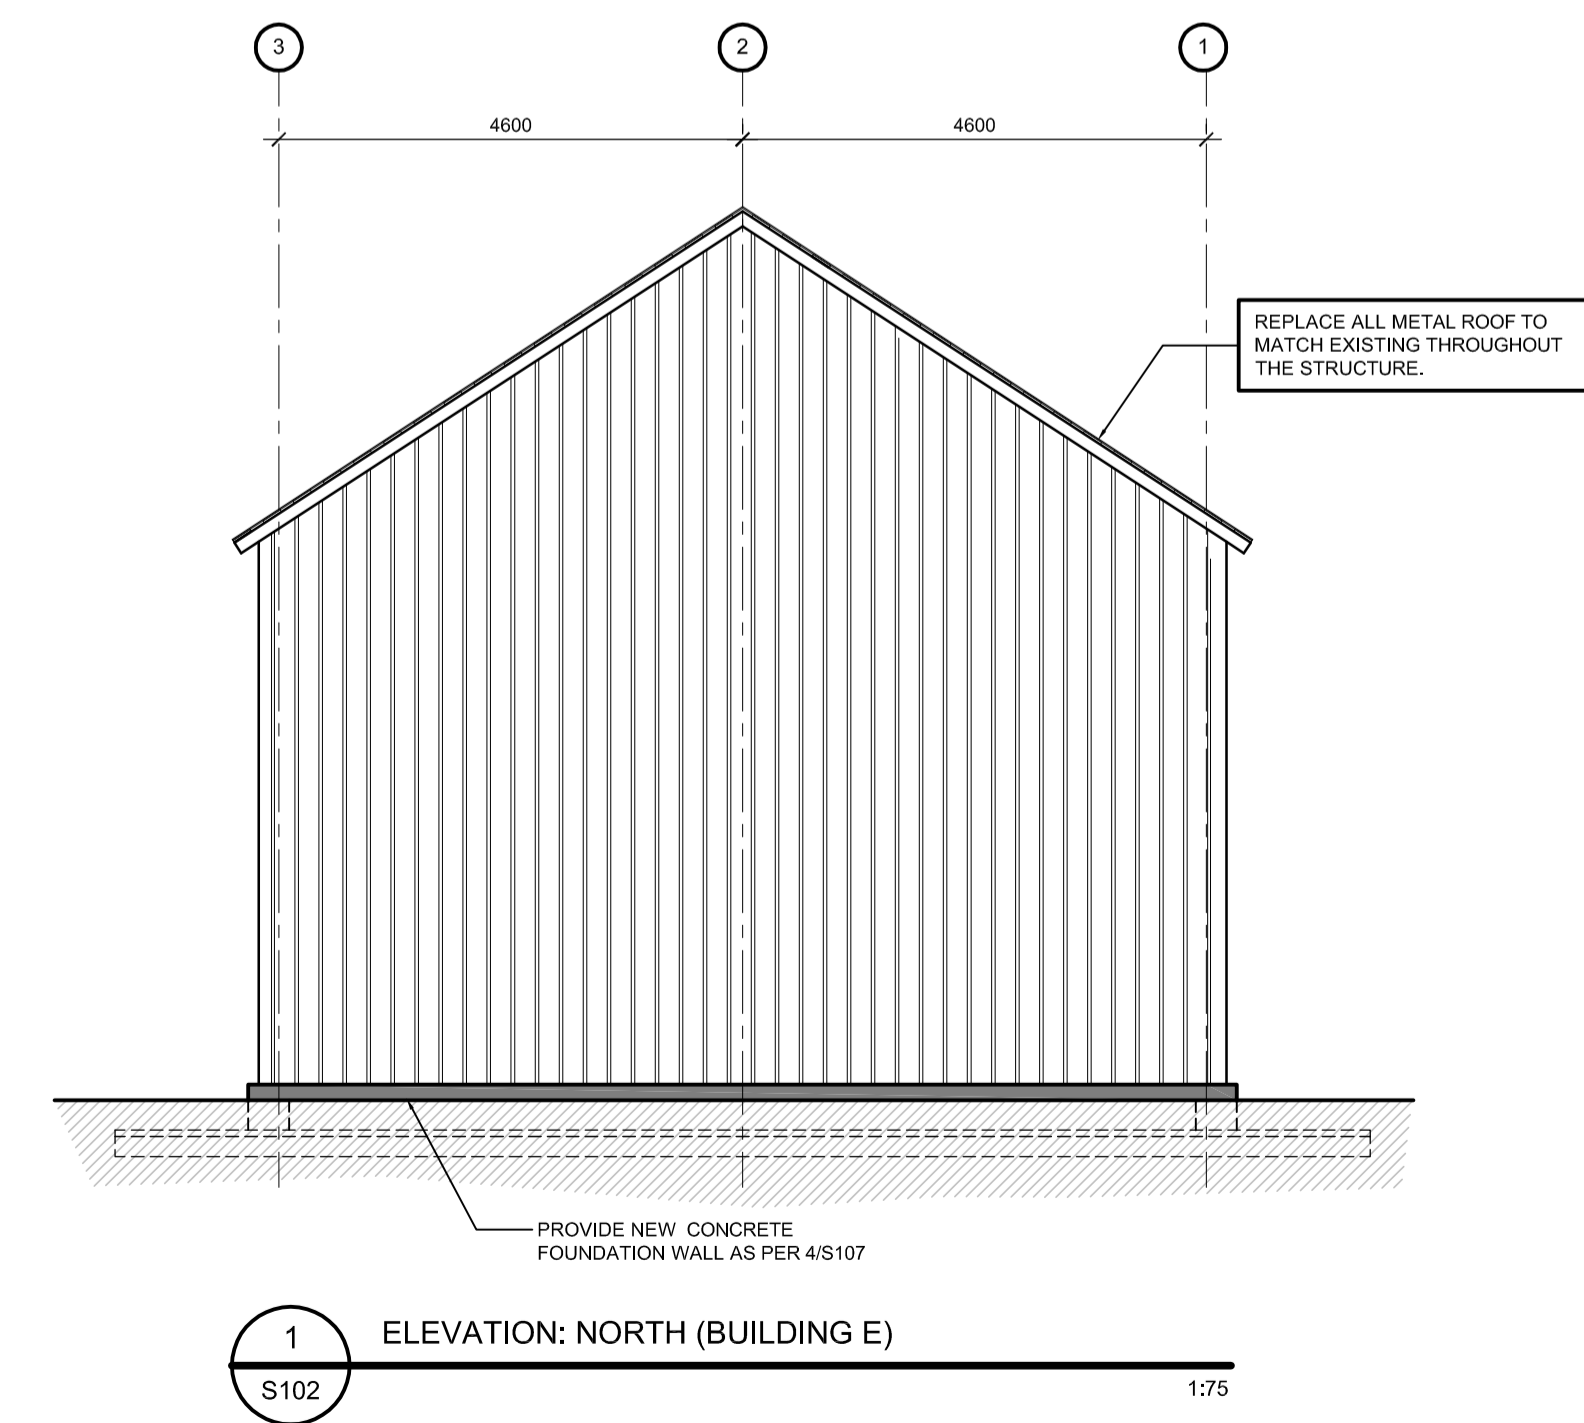 3 2 1
4600 4600
REPLACE ALL METAL ROOF TO
MATCH EXISTING THROUGHOUT
THE STRUCTURE.
PROVIDE NEW CONCRETE
FOUNDATION WALL AS PER 4/S107
1 ELEVATION: NORTH (BUILDING E)
S102 1:75